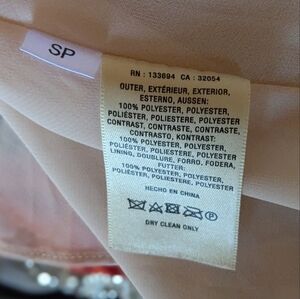 SP
RN : 133694 CA : 32054
OUTER, EXTÉRIEUR, EXTERIOR,
ESTERNO, AUSSEN:
100% POLYESTER, POLYESTER,
POLIÉSTER, POLIESTERE, POLYESTER
CONTRAST, CONTRASTE, CONTRASTE,
CONTRASTO, KONTRAST:
100% POLYESTER, POLYESTER
POLIÉSTER, POLIESTERE, POLYESTER
LINING, DOUBLURE, FORRO, FODERA,
FUTTER:
100% POLYESTER, POLYESTER,
POLIÉSTER, POLIESTERE, POLYESTER
HECHO EN CHINA
DRY CLEAN ONLY